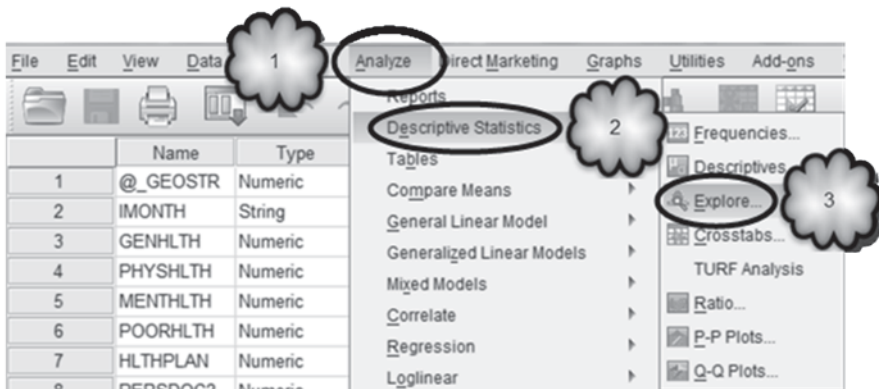 File Edit View Data 1 Analyze Direct Marketing Graphs Utilities Add-ons
Reports
Descriptive Statistics 2
Tables
Compare Means
General Linear Model
Generalized Linear Models
Mixed Models
Correlate
Regression
Loglinear
123 Frequencies...
Descriptives
Explore... 3
Crosstabs...
TURF Analysis
Ratio...
P-P Plots...
Q-Q Plots...
Name Type
1 @_GEOSTR Numeric
2 IMONTH String
3 GENHLTH Numeric
4 PHYSHLTH Numeric
5 MENTHLTH Numeric
6 POORHLTH Numeric
7 HLTHPLAN Numeric